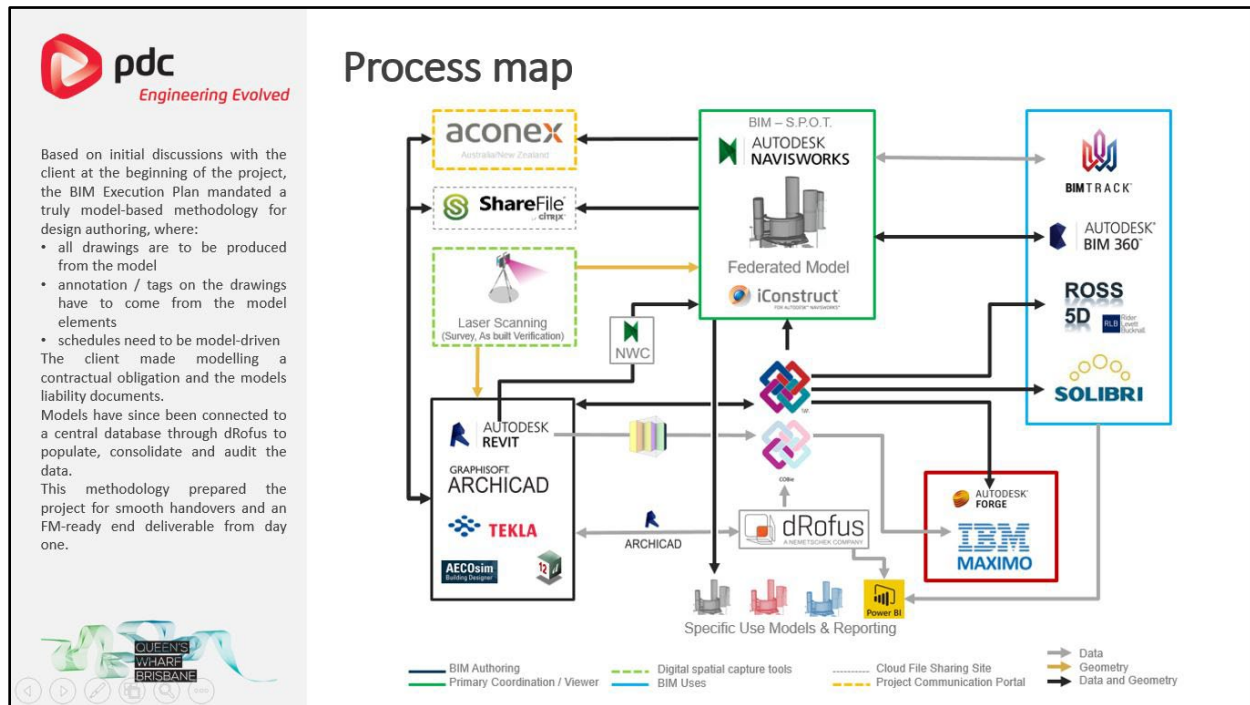 pdc
Engineering Evolved
Based on initial discussions with the
client at the beginning of the project,
the BIM Execution Plan mandated a
truly model-based methodology for
design authoring, where:
• all drawings are to be produced
from the model
• annotation / tags on the drawings
have to come from the model
elements
• schedules need to be model-driven
The client made modelling a
contractual obligation and the models
liability documents.
Models have since been connected to
a central database through dRofus to
populate, consolidate and audit the
data.
This methodology prepared the
project for smooth handovers and an
FM-ready end deliverable from day
one.
QUEEN'S
WHARF
BRISBANE
Process map
aconex
Australia/New Zealand
ShareFile
CITRIX
Laser Scanning
(Survey, As built Verification)
NWC
BIM – S.P.O.T.
AUTODESK
NAVISWORKS
Federated Model
iConstruct
FOR AUTODESK NAVISWORKS
BIMTRACK
AUTODESK
BIM 360
ROSS
5D
RLB
Rider
Levett
Bucknall
SOLIBRI
AUTODESK
REVIT
GRAPHISOFT
ARCHICAD
TEKLA
AECOsim
Building Designer
12d
ARCHICAD
COBie
dRofus
A NEMETSCHEK COMPANY
AUTODESK
FORGE
IBM
MAXIMO
Power BI
Specific Use Models & Reporting
BIM Authoring
Primary Coordination / Viewer
Digital spatial capture tools
BIM Uses
Cloud File Sharing Site
Project Communication Portal
Data
Geometry
Data and Geometry